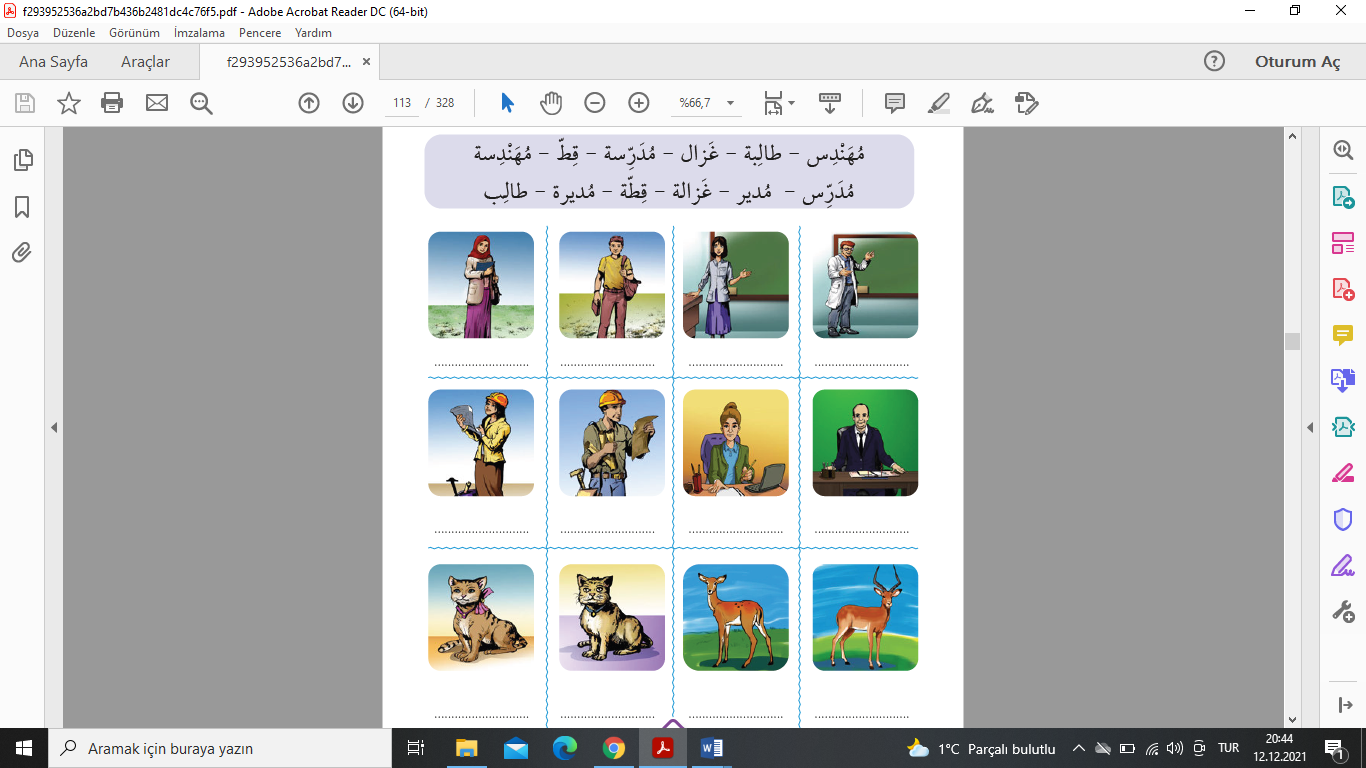 f293952536a2bd7b436b2481dc4c76f5.pdf - Adobe Acrobat Reader DC (64-bit)
Dosya Düzenle Görünüm İmzalama Pencere Yardım
Ana Sayfa Araçlar f293952536a2bd7... × Oturum Aç
113 / 328 %66,7
مُهَنْدِس – طالِبة – غَزال – مُدَرِّسة – قِطّ – مُهَنْدِسة
مُدَرِّس – مُدير – غَزالة – قِطّة – مُديرة – طالِب
........................... ........................... ........................... ...........................
........................... ........................... ........................... ...........................
........................... ........................... ........................... ...........................
Aramak için buraya yazın 1°C Parçalı bulutlu TUR 20:44
12.12.2021 1